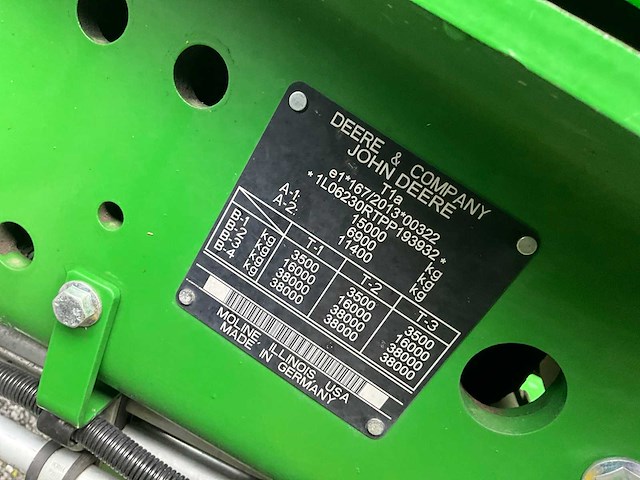 DEERE & COMPANY
JOHN DEERE
T1a
e1*167/2013*00322
*1L06230RTPP193932*
15000 kg
A-1. 6900 kg
A-2. 11400 kg
T-1 T-2 T-3
B-1 kg 3500 3500 3500
B-2 kg 16000 16000 16000
B-3 kg 38000 38000 38000
B-4 kg 38000 38000 38000
MOLINE, ILLINOIS, USA
MADE IN GERMANY